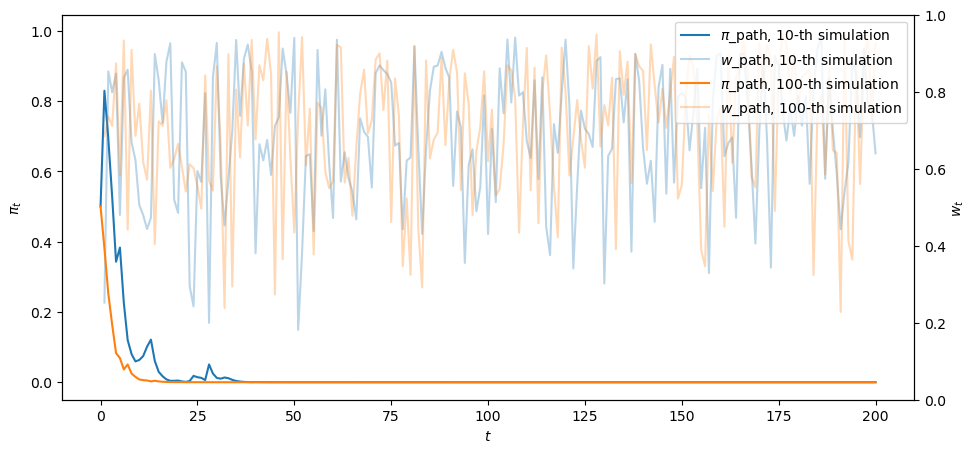 1.0
0.8
0.6
0.4
0.2
0.0
π_t
1.0
0.8
0.6
0.4
0.2
0.0
w_t
π_path, 10-th simulation
w_path, 10-th simulation
π_path, 100-th simulation
w_path, 100-th simulation
0 25 50 75 100 125 150 175 200
t